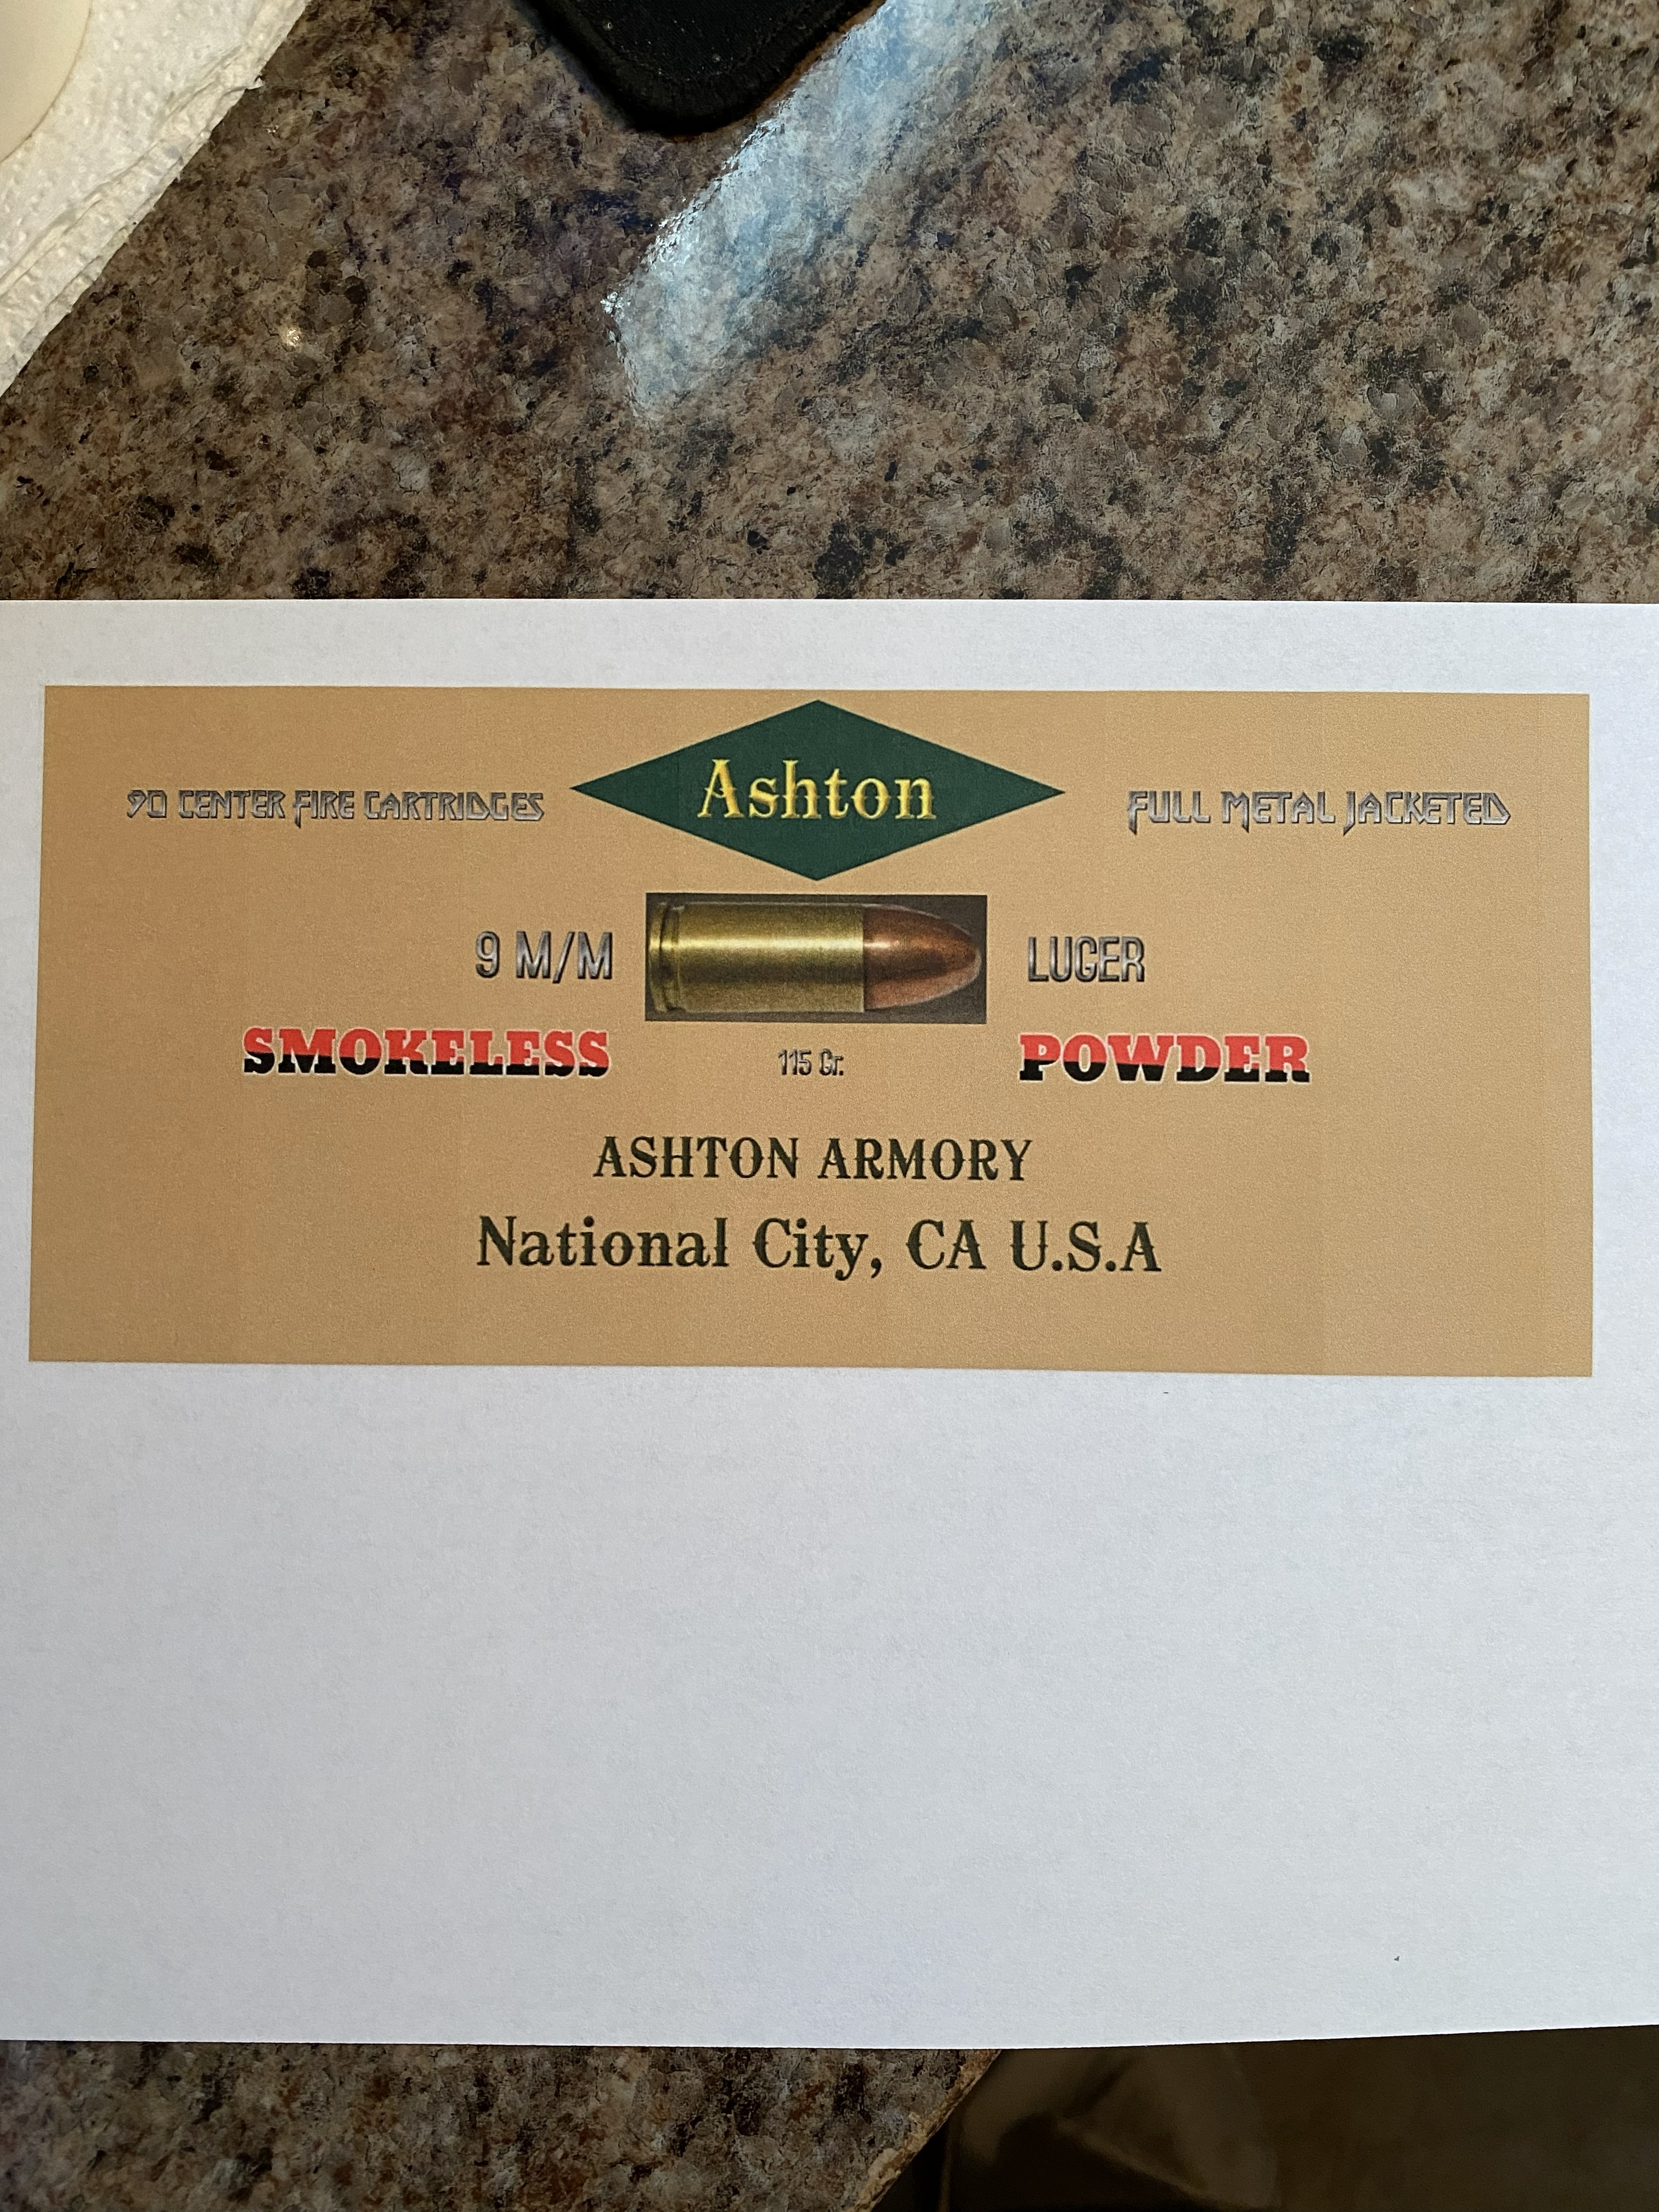 Ashton
90 CENTER FIRE CARTRIDGES
FULL METAL JACKETED
9 M/M
LUGER
SMOKELESS
115 Gr.
POWDER
ASHTON ARMORY
National City, CA U.S.A